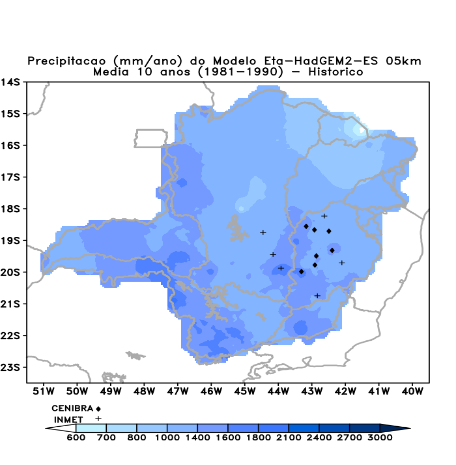 Precipitacao (mm/ano) do Modelo Eta-HadGEM2-ES 05km
Media 10 anos (1981-1990) - Historico
14S
15S
16S
17S
18S
19S
20S
21S
22S
23S
51W 50W 49W 48W 47W 46W 45W 44W 43W 42W 41W 40W
CENIBRA
INMET
600 800 1000 1400 1600 1800 2100 2400 2700 3000